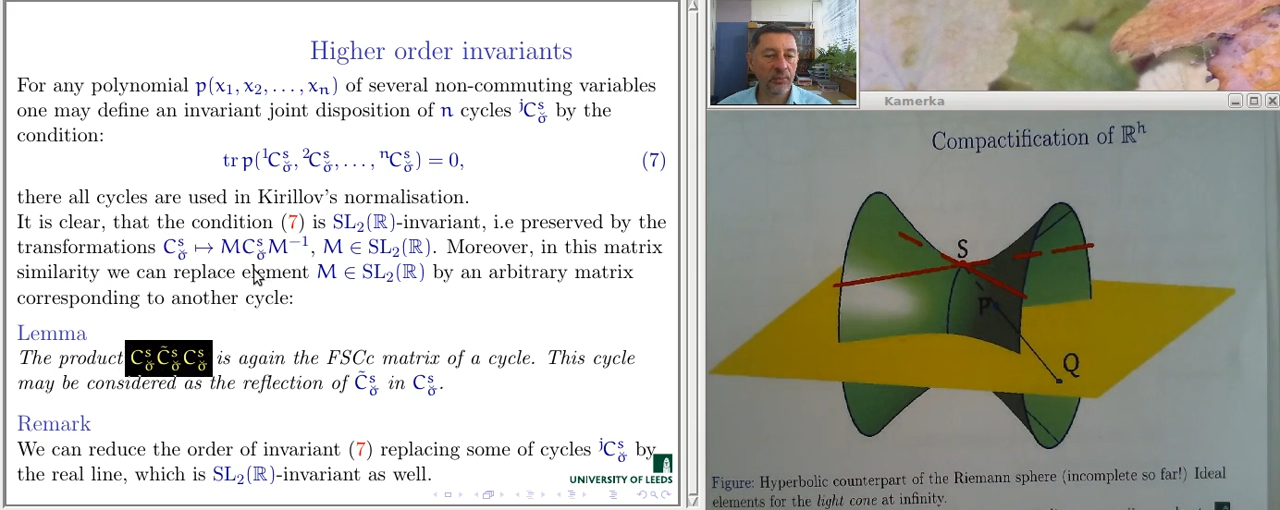 Higher order invariants
For any polynomial p(x₁, x₂, . . . , xₙ) of several non-commuting variables
one may define an invariant joint disposition of n cycles ʲCˢσ̆ by the
condition:
tr p(¹Cˢσ̆, ²Cˢσ̆, . . . , ⁿCˢσ̆) = 0, (7)
there all cycles are used in Kirillov's normalisation.
It is clear, that the condition (7) is SL₂(ℝ)-invariant, i.e preserved by the
transformations Cˢσ̆ ↦ MCˢσ̆M⁻¹, M ∈ SL₂(ℝ). Moreover, in this matrix
similarity we can replace element M ∈ SL₂(ℝ) by an arbitrary matrix
corresponding to another cycle:
Lemma
The product Cˢσ̆ C̃ˢσ̆ Cˢσ̆ is again the FSCc matrix of a cycle. This cycle
may be considered as the reflection of C̃ˢσ̆ in Cˢσ̆.
Remark
We can reduce the order of invariant (7) replacing some of cycles ʲCˢσ̆ by
the real line, which is SL₂(ℝ)-invariant as well.
UNIVERSITY OF LEEDS
Kamerka
Compactification of ℝʰ
S
P
Q
Figure: Hyperbolic counterpart of the Riemann sphere (incomplete so far!) Ideal
elements for the light cone at infinity.